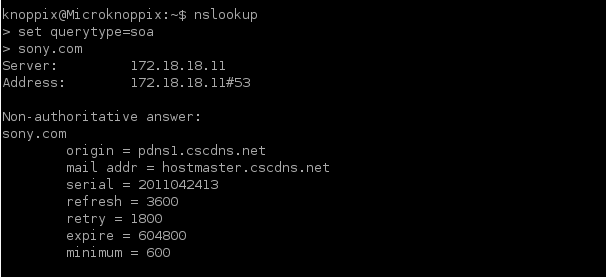 knoppix@Microknoppix:~$ nslookup
> set querytype=soa
> sony.com
Server:         172.18.18.11
Address:        172.18.18.11#53

Non-authoritative answer:
sony.com
        origin = pdns1.cscdns.net
        mail addr = hostmaster.cscdns.net
        serial = 2011042413
        refresh = 3600
        retry = 1800
        expire = 604800
        minimum = 600